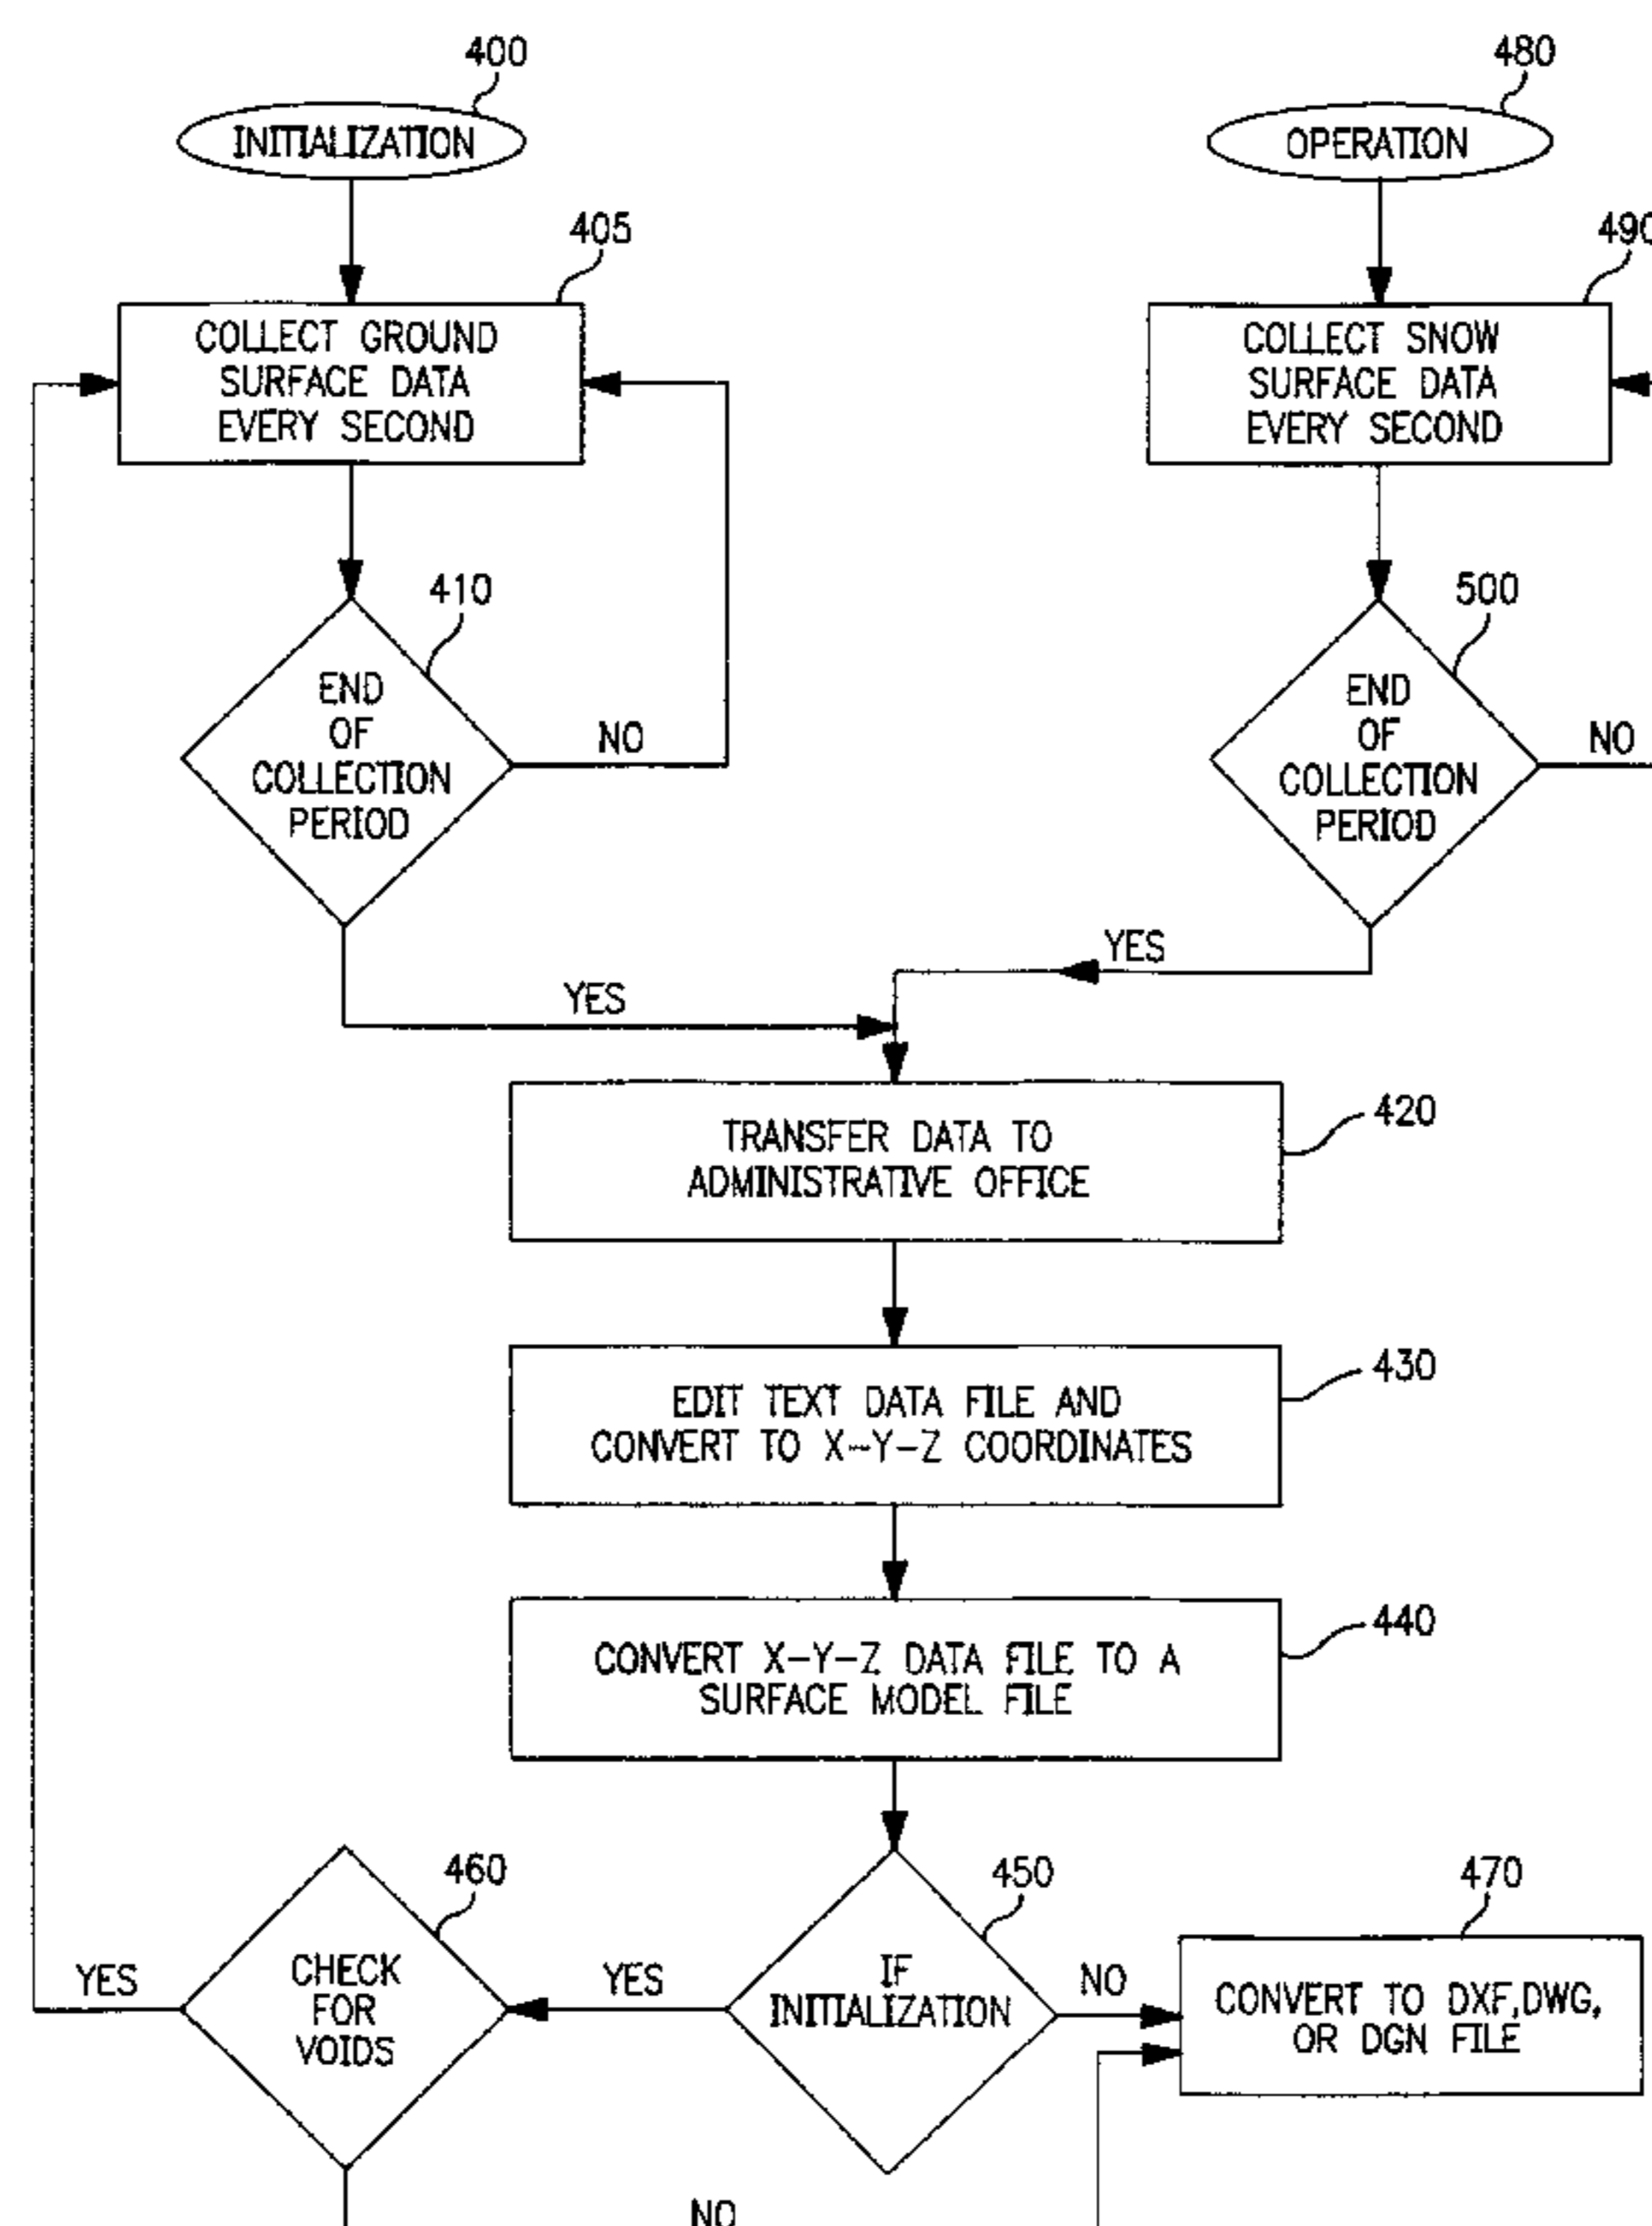 400
INITIALIZATION
480
OPERATION
405
COLLECT GROUND
SURFACE DATA
EVERY SECOND
490
COLLECT SNOW
SURFACE DATA
EVERY SECOND
410
END
OF
COLLECTION
PERIOD
NO
500
END
OF
COLLECTION
PERIOD
NO
YES
YES
TRANSFER DATA TO
ADMINISTRATIVE OFFICE
420
EDIT TEXT DATA FILE AND
CONVERT TO X-Y-Z COORDINATES
430
CONVERT X-Y-Z DATA FILE TO A
SURFACE MODEL FILE
440
460
CHECK
FOR
VOIDS
YES
YES
450
IF
INITIALIZATION
NO
470
CONVERT TO DXF,DWG,
OR DGN FILE
NO